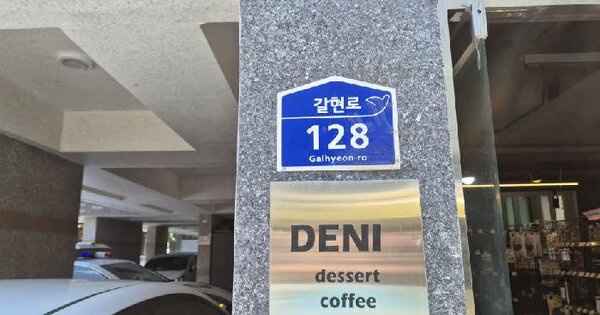 갈현로
128
Galhyeon-ro
DENI
dessert
coffee